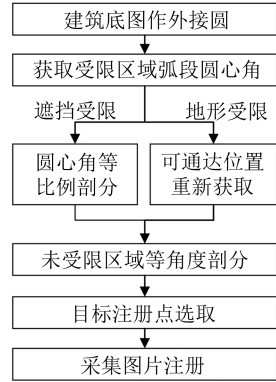 建筑底图作外接圆
获取受限区域弧段圆心角
遮挡受限
地形受限
圆心角等
比例剖分
可通达位置
重新获取
未受限区域等角度剖分
目标注册点选取
采集图片注册